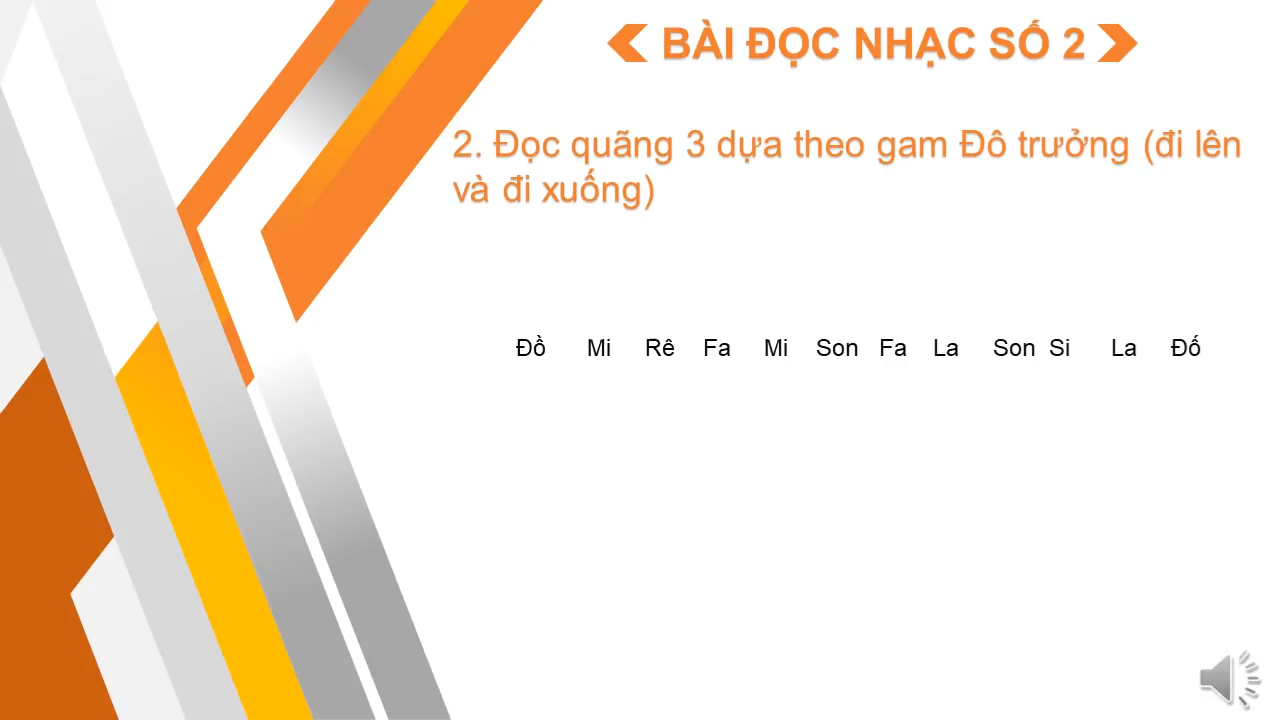 BÀI ĐỌC NHẠC SỐ 2
2. Đọc quãng 3 dựa theo gam Đô trưởng (đi lên
và đi xuống)
Đồ Mi Rê Fa Mi Son Fa La Son Si La Đố